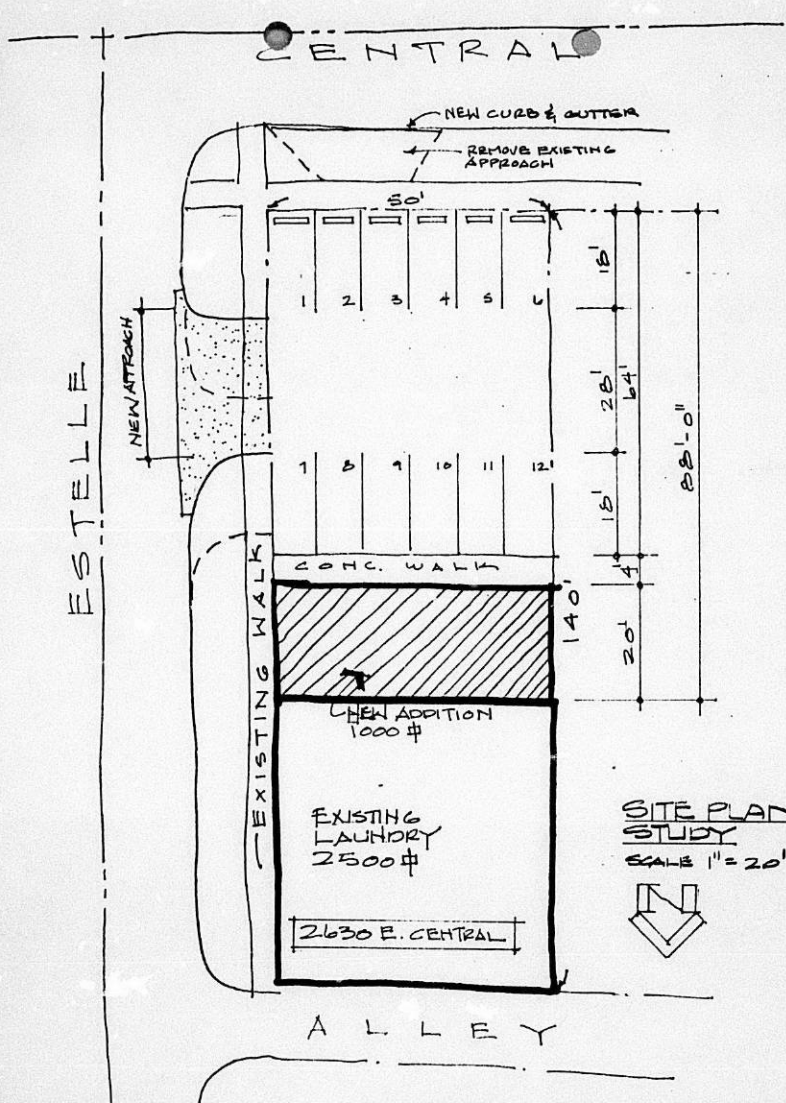 CENTRAL
NEW CURB & GUTTER
REMOVE EXISTING
APPROACH
50'
1 2 3 4 5 6
18'
NEW APPROACH
28'
64'
88'-0"
ESTELLE
7 8 9 10 11 12
18'
CONC. WALK
4'
140'
20'
EXISTING WALK
NEW ADDITION
1000 ⏍
EXISTING
LAUNDRY
2500 ⏍
2630 E. CENTRAL
SITE PLAN
STUDY
SCALE 1" = 20'
N
ALLEY